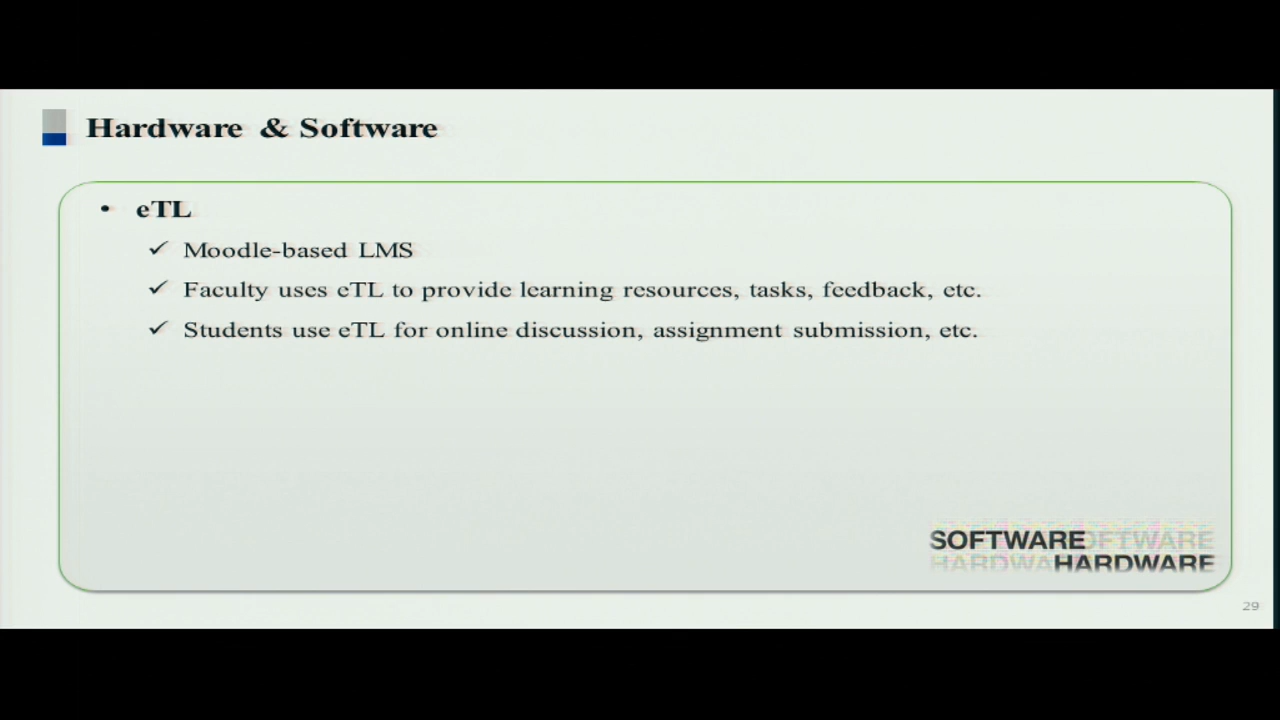 Hardware & Software
• eTL
✓ Moodle-based LMS
✓ Faculty uses eTL to provide learning resources, tasks, feedback, etc.
✓ Students use eTL for online discussion, assignment submission, etc.
SOFTWARE
HARDWARE
29